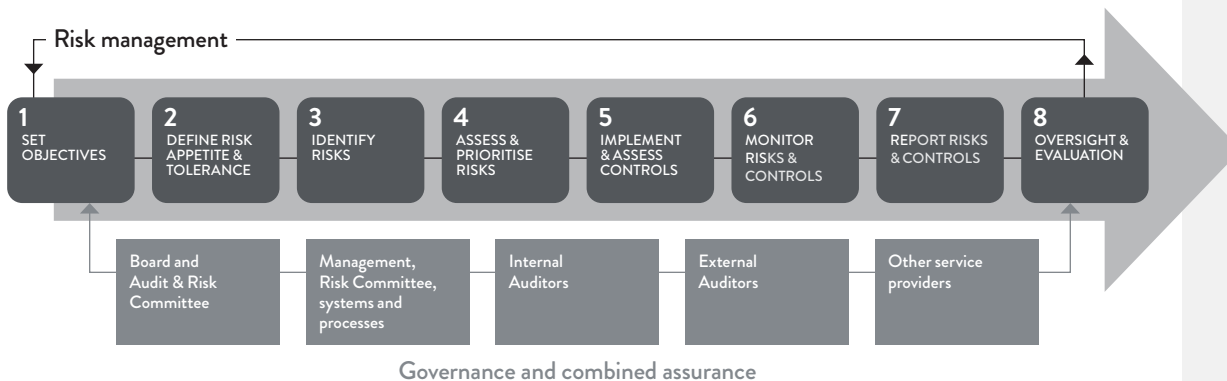 Risk management
1
SET
OBJECTIVES
2
DEFINE RISK
APPETITE &
TOLERANCE
3
IDENTIFY
RISKS
4
ASSESS &
PRIORITISE
RISKS
5
IMPLEMENT
& ASSESS
CONTROLS
6
MONITOR
RISKS &
CONTROLS
7
REPORT RISKS
& CONTROLS
8
OVERSIGHT &
EVALUATION
Board and
Audit & Risk
Committee
Management,
Risk Committee,
systems and
processes
Internal
Auditors
External
Auditors
Other service
providers
Governance and combined assurance